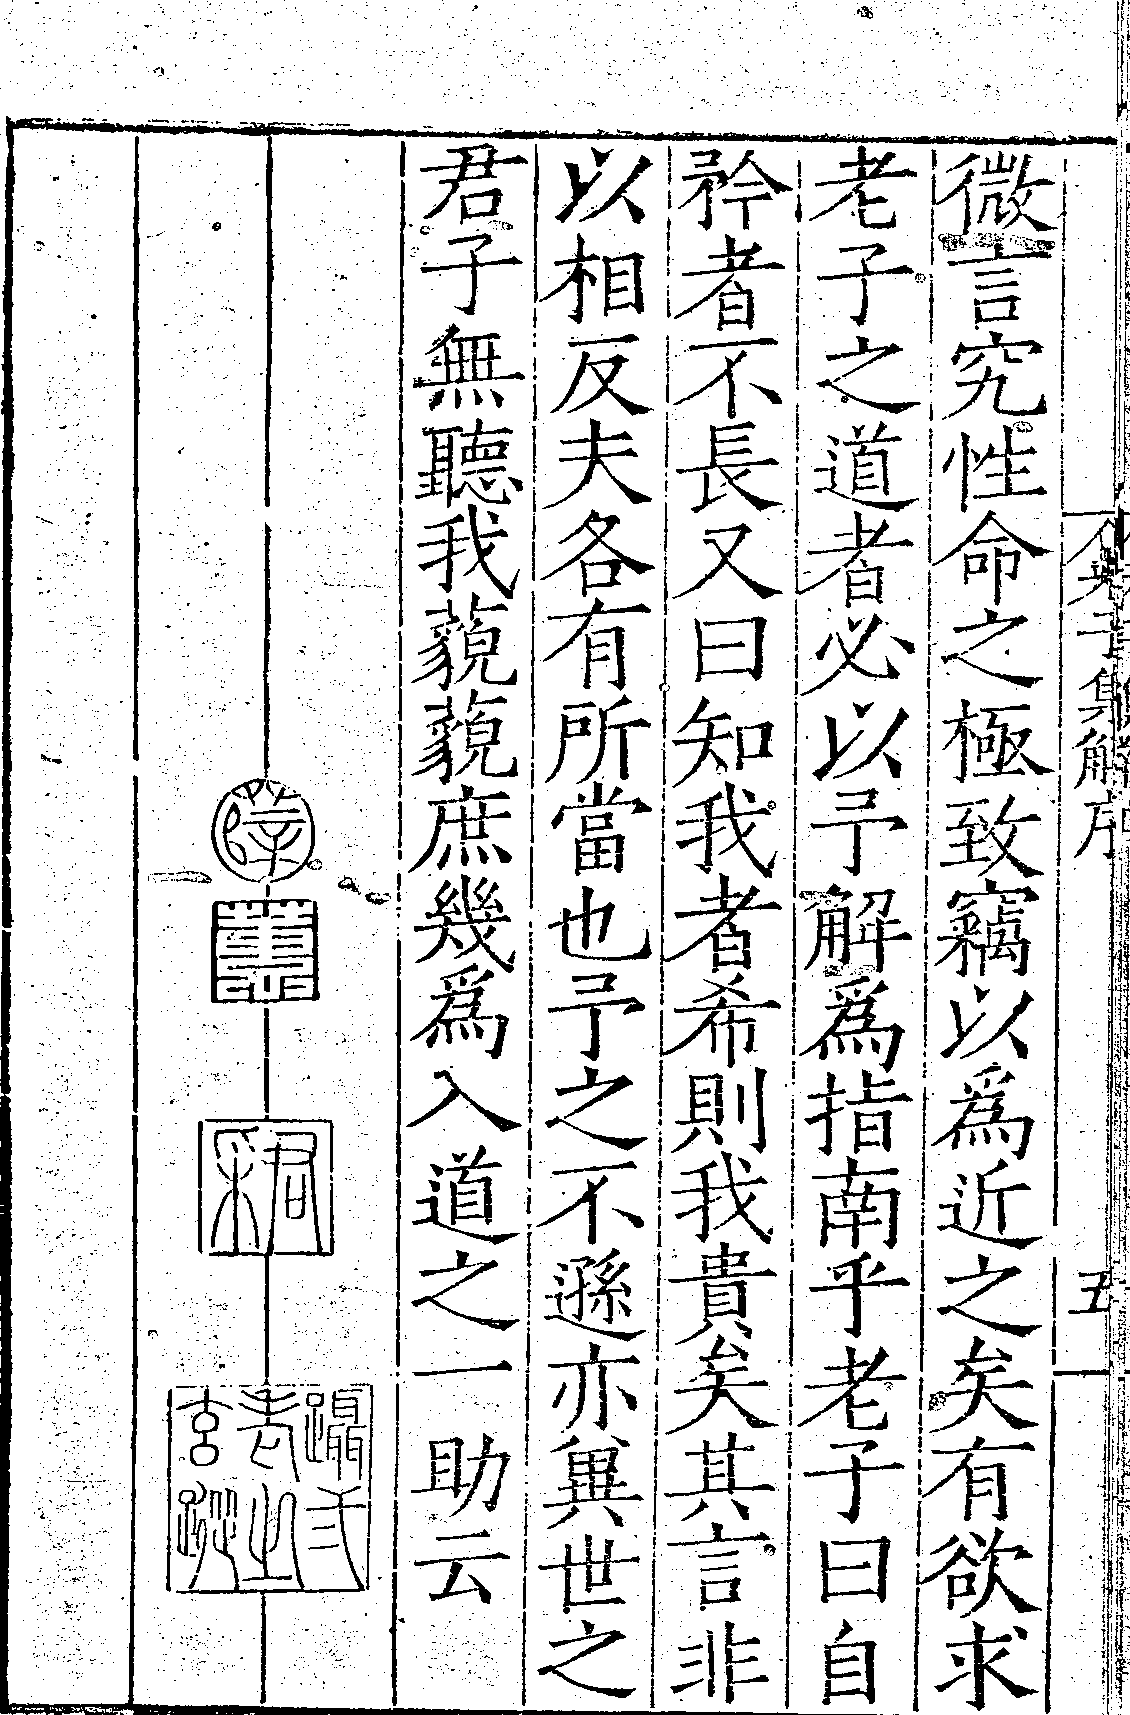 微言究性命之極致竊以爲近之矣有欲求
老子之道者必以予解爲指南乎老子曰自
矜者不長又曰知我者希則我貴矣其言非
以相反夫各有所當也予之不遜亦兾世之
君子無聽我藐藐庶幾爲入道之一助云
老子集解序
五